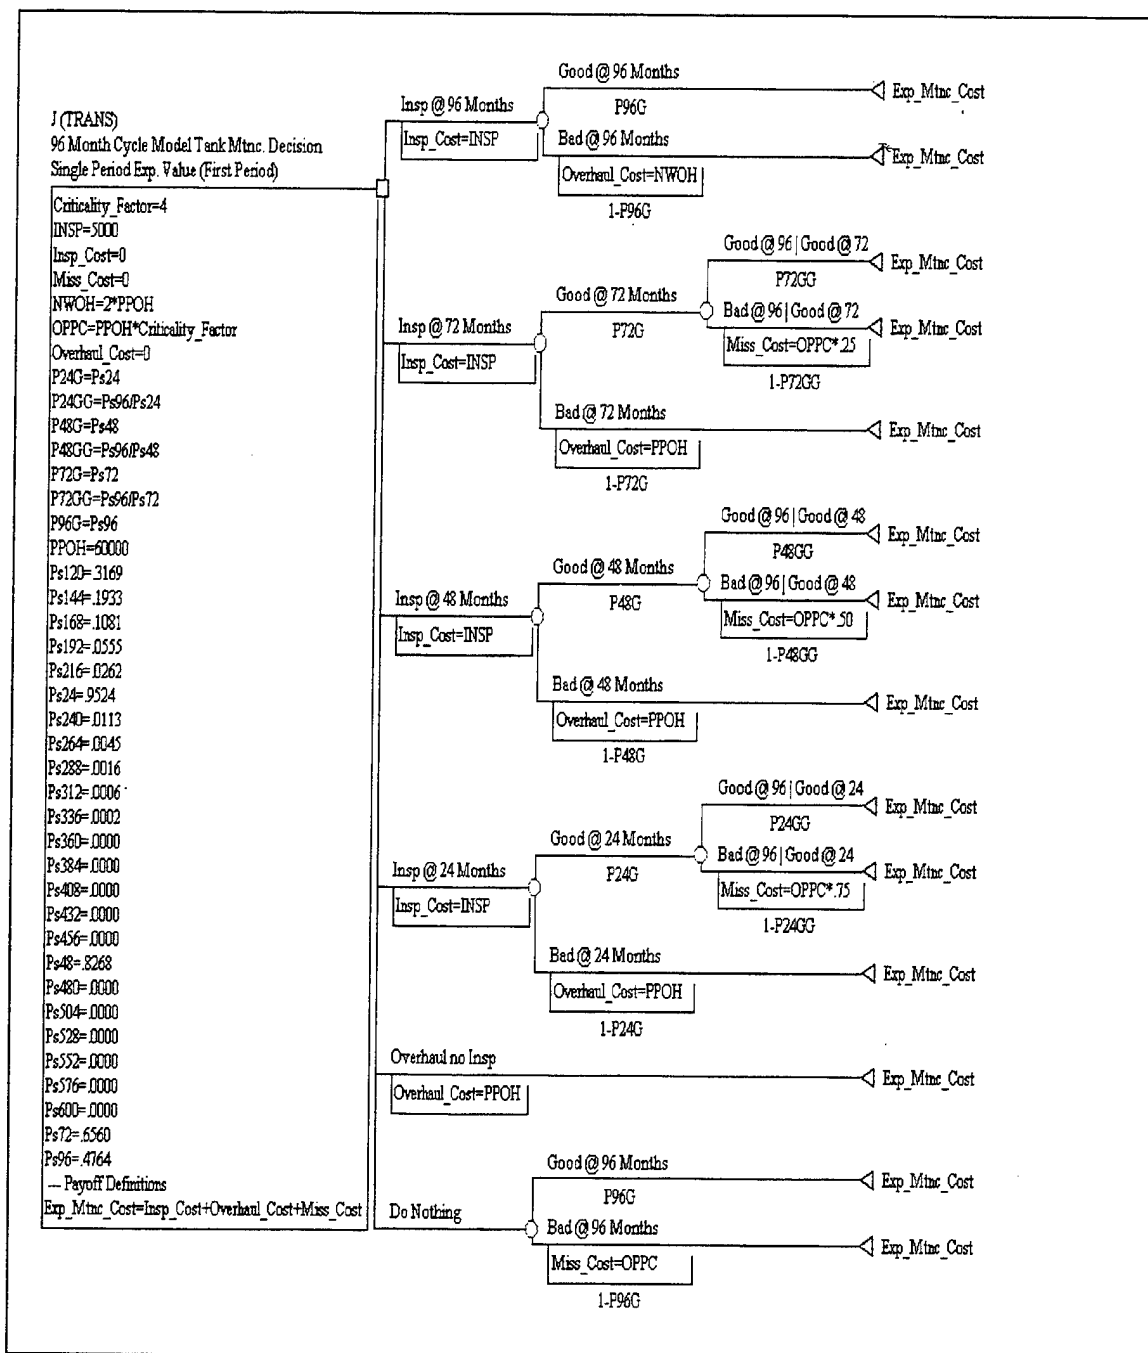 J (TRANS)
96 Month Cycle Model Tank Mtnc. Decision
Single Period Exp. Value (First Period)
Criticality_Factor=4
INSP=5000
Insp_Cost=0
Miss_Cost=0
NWOH=2*PPOH
OPPC=PPOH*Criticality_Factor
Overhaul_Cost=0
P24G=Ps24
P24GG=Ps96/Ps24
P48G=Ps48
P48GG=Ps96/Ps48
P72G=Ps72
P72GG=Ps96/Ps72
P96G=Ps96
PPOH=60000
Ps120=.3169
Ps144=.1933
Ps168=.1081
Ps192=.0555
Ps216=.0262
Ps24=.9524
Ps240=.0113
Ps264=.0045
Ps288=.0016
Ps312=.0006
Ps336=.0002
Ps360=.0000
Ps384=.0000
Ps408=.0000
Ps432=.0000
Ps456=.0000
Ps48=.8268
Ps480=.0000
Ps504=.0000
Ps528=.0000
Ps552=.0000
Ps576=.0000
Ps600=.0000
Ps72=.6560
Ps96=.4764
--- Payoff Definitions
Exp_Mtnc_Cost=Insp_Cost+Overhaul_Cost+Miss_Cost
Insp @ 96 Months
Insp_Cost=INSP
Good @ 96 Months
P96G
Exp_Mtnc_Cost
Bad @ 96 Months
Overhaul_Cost=NWOH
1-P96G
Exp_Mtnc_Cost
Insp @ 72 Months
Insp_Cost=INSP
Good @ 72 Months
P72G
Good @ 96 | Good @ 72
P72GG
Exp_Mtnc_Cost
Bad @ 96 | Good @ 72
Miss_Cost=OPPC*.25
1-P72GG
Exp_Mtnc_Cost
Bad @ 72 Months
Overhaul_Cost=PPOH
1-P72G
Exp_Mtnc_Cost
Insp @ 48 Months
Insp_Cost=INSP
Good @ 48 Months
P48G
Good @ 96 | Good @ 48
P48GG
Exp_Mtnc_Cost
Bad @ 96 | Good @ 48
Miss_Cost=OPPC*.50
1-P48GG
Exp_Mtnc_Cost
Bad @ 48 Months
Overhaul_Cost=PPOH
1-P48G
Exp_Mtnc_Cost
Insp @ 24 Months
Insp_Cost=INSP
Good @ 24 Months
P24G
Good @ 96 | Good @ 24
P24GG
Exp_Mtnc_Cost
Bad @ 96 | Good @ 24
Miss_Cost=OPPC*.75
1-P24GG
Exp_Mtnc_Cost
Bad @ 24 Months
Overhaul_Cost=PPOH
1-P24G
Exp_Mtnc_Cost
Overhaul no Insp
Overhaul_Cost=PPOH
Exp_Mtnc_Cost
Do Nothing
Good @ 96 Months
P96G
Exp_Mtnc_Cost
Bad @ 96 Months
Miss_Cost=OPPC
1-P96G
Exp_Mtnc_Cost